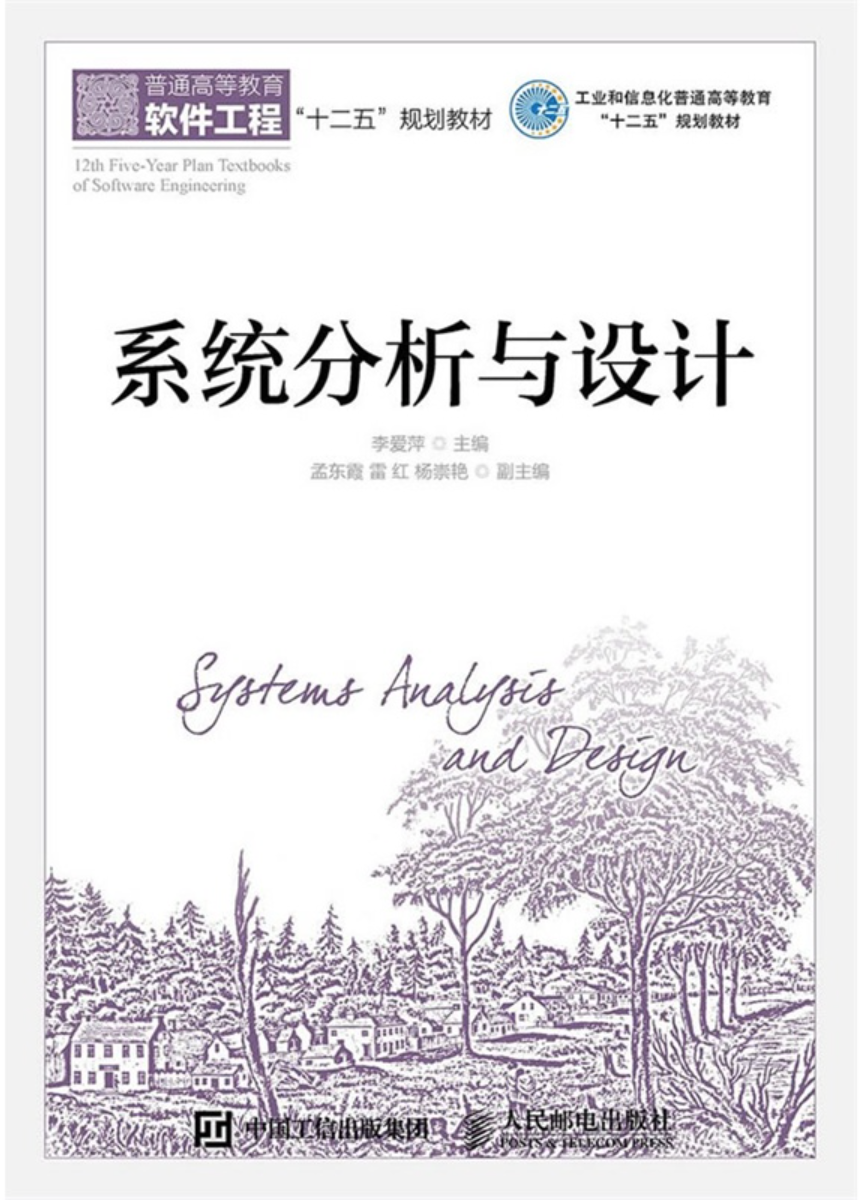 普通高等教育
软件工程 “十二五” 规划教材
12th Five-Year Plan Textbooks
of Software Engineering
工业和信息化普通高等教育
“十二五” 规划教材
系统分析与设计
李爱萍 主编
孟东霞 雷红 杨崇艳 副主编
Systems Analysis
and Design
中国工信出版集团
人民邮电出版社
POSTS & TELECOM PRESS